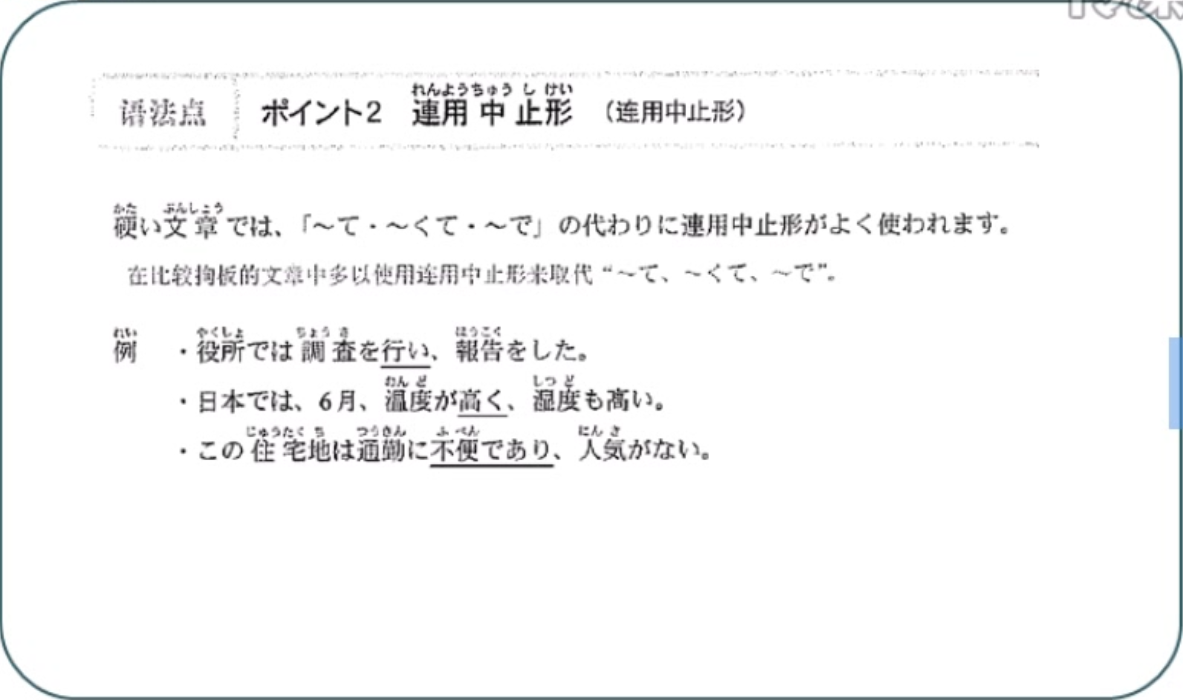 语法点 ポイント2 連用中止形 （连用中止形）
硬い文章では、「～て・～くて・～で」の代わりに連用中止形がよく使われます。
在比较拘板的文章中多以使用连用中止形来取代“～て、～くて、～で”。
例 ・役所では調査を行い、報告をした。
・日本では、6月、温度が高く、湿度も高い。
・この住宅地は通勤に不便であり、人気がない。